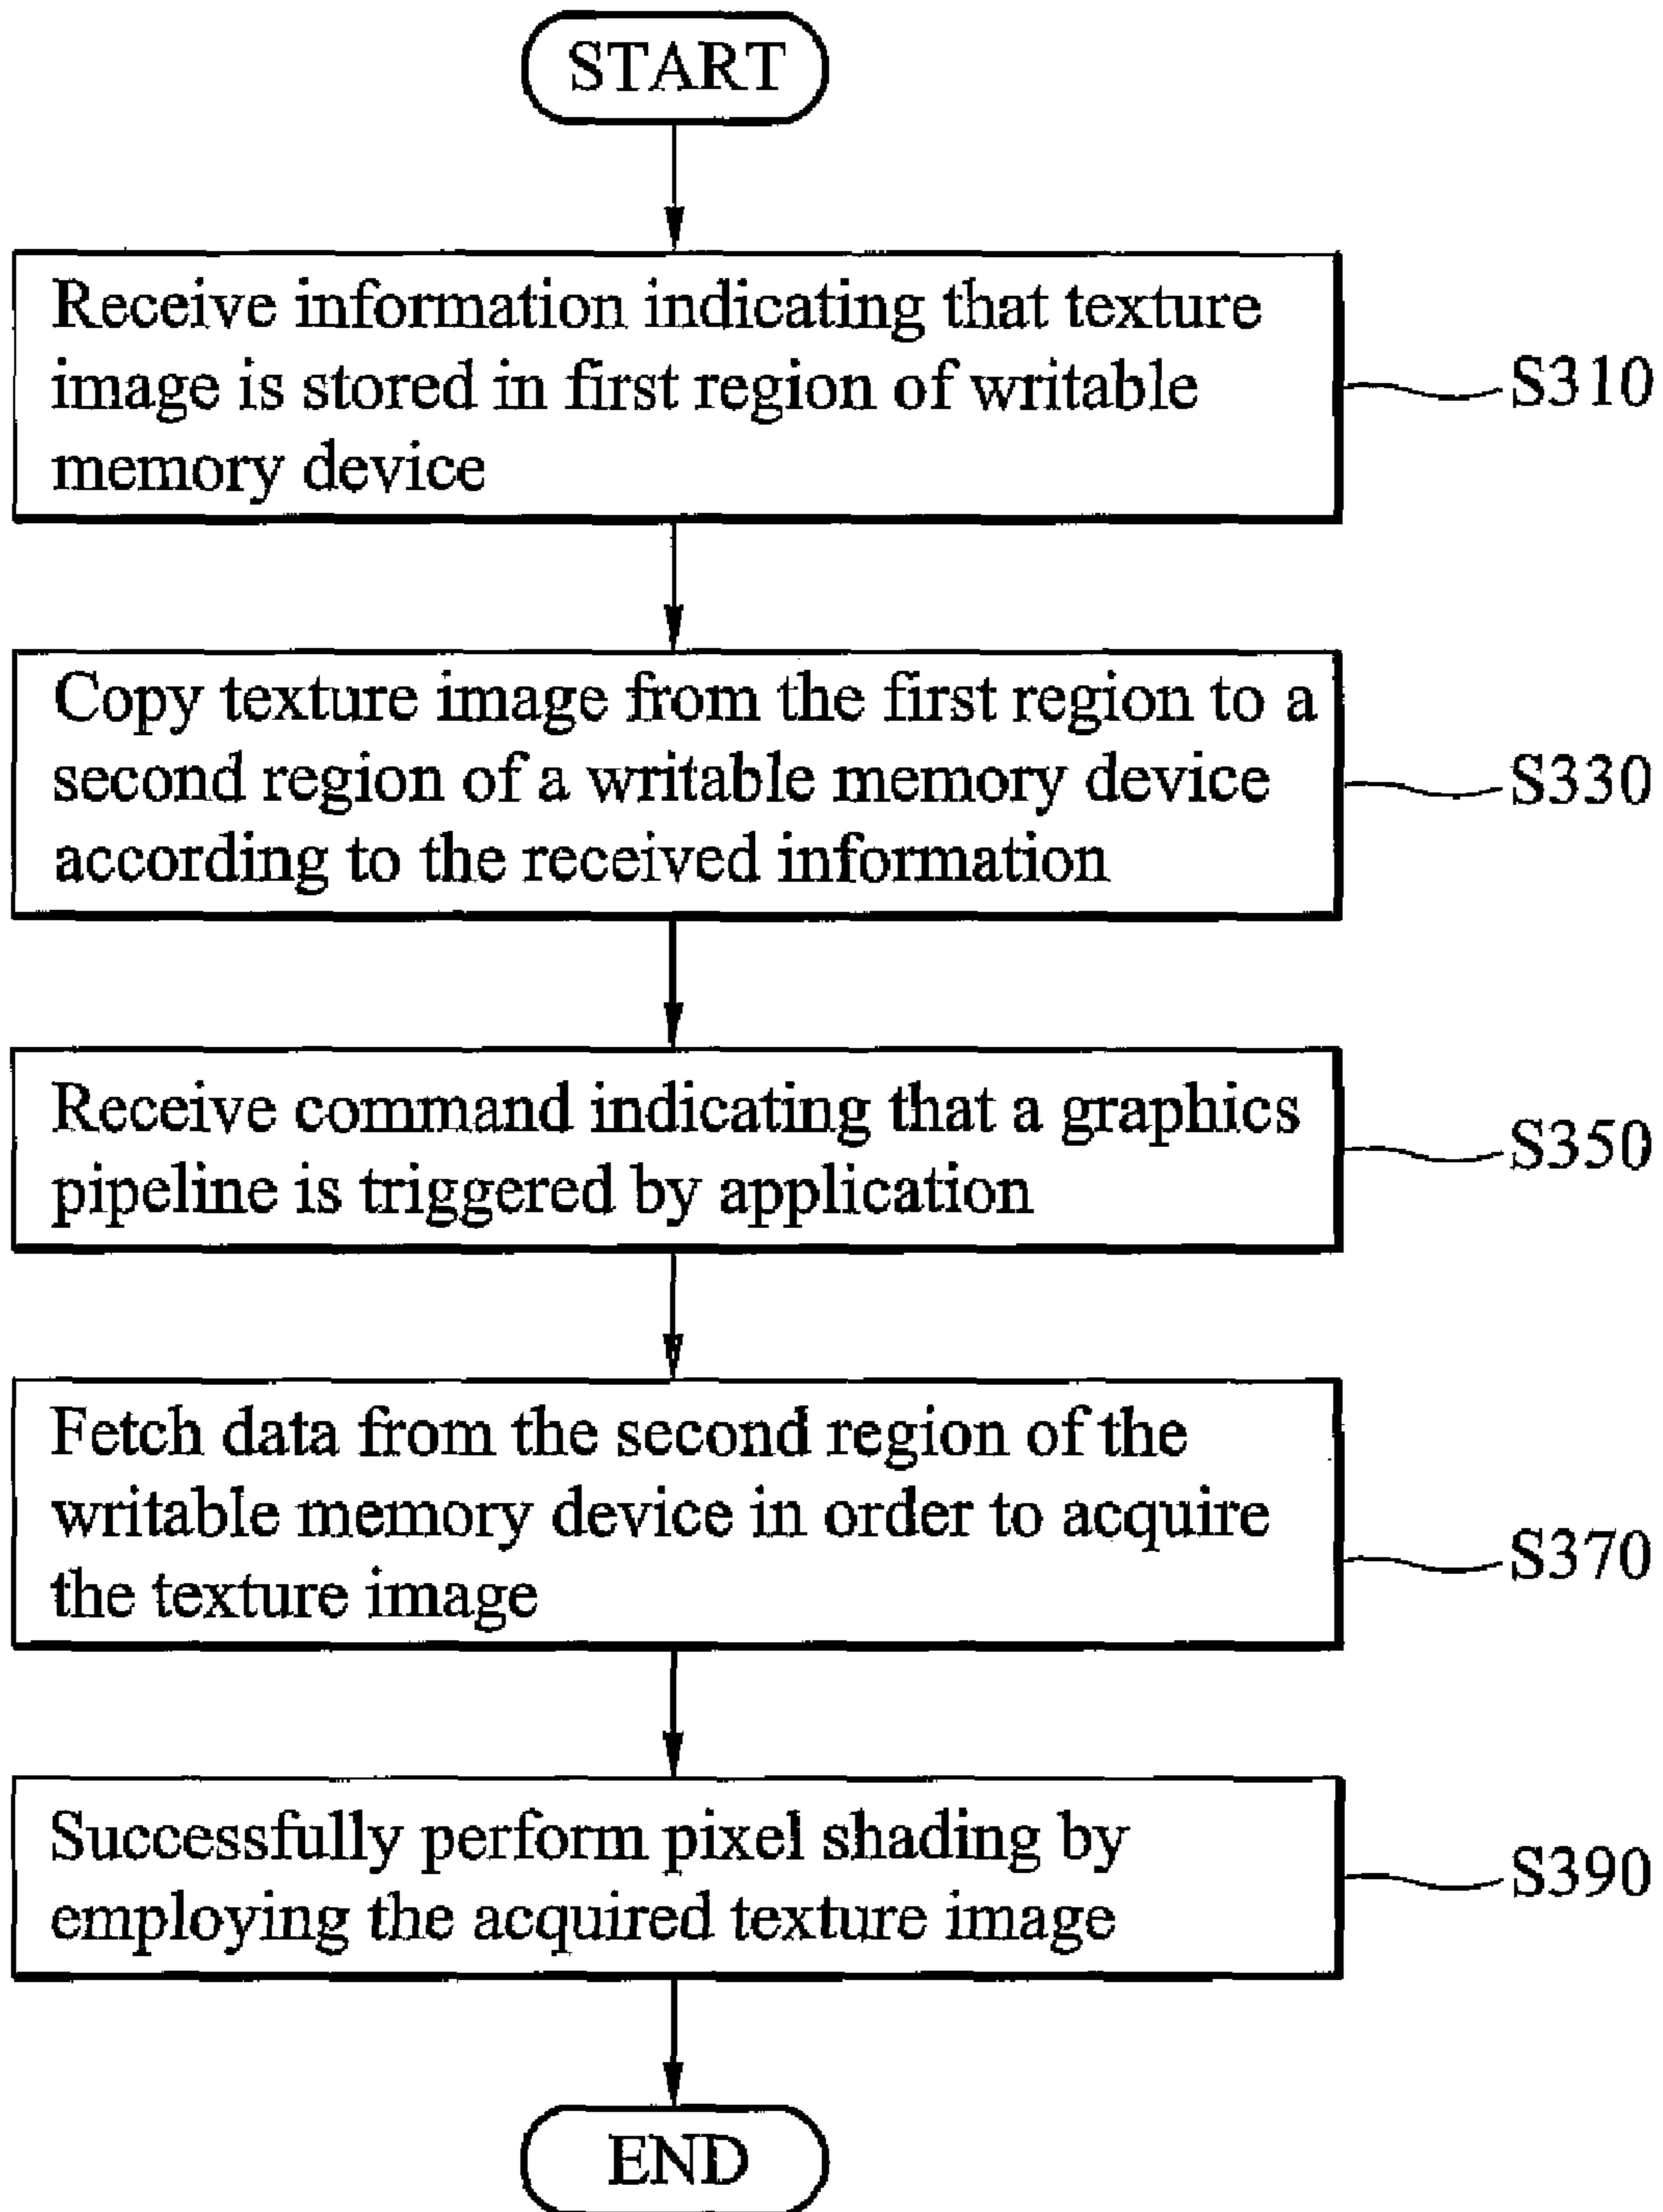 START
Receive information indicating that texture
image is stored in first region of writable
memory device
S310
Copy texture image from the first region to a
second region of a writable memory device
according to the received information
S330
Receive command indicating that a graphics
pipeline is triggered by application
S350
Fetch data from the second region of the
writable memory device in order to acquire
the texture image
S370
Successfully perform pixel shading by
employing the acquired texture image
S390
END